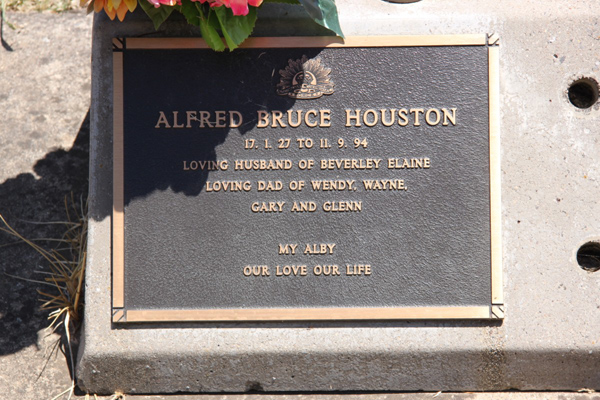 ALFRED BRUCE HOUSTON
17. 1. 27 TO 11. 9. 94
LOVING HUSBAND OF BEVERLEY ELAINE
LOVING DAD OF WENDY, WAYNE,
GARY AND GLENN
MY ALBY
OUR LOVE OUR LIFE